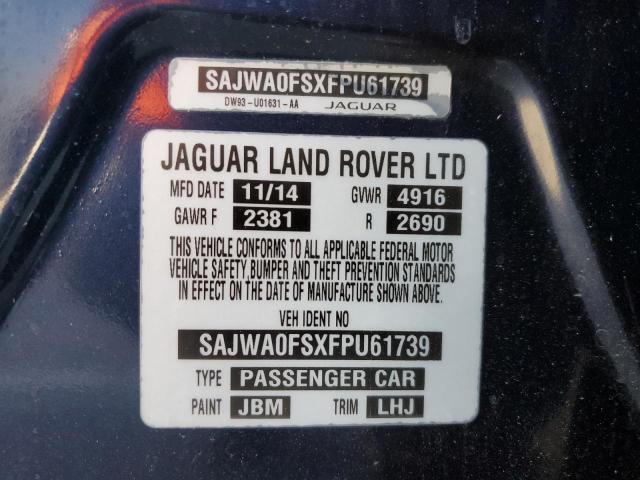 SAJWA0FSXFPU61739
DW93-U01631-AA JAGUAR
JAGUAR LAND ROVER LTD
MFD DATE 11/14 GVWR 4916
GAWR F 2381 R 2690
THIS VEHICLE CONFORMS TO ALL APPLICABLE FEDERAL MOTOR
VEHICLE SAFETY, BUMPER AND THEFT PREVENTION STANDARDS
IN EFFECT ON THE DATE OF MANUFACTURE SHOWN ABOVE.
VEH IDENT NO
SAJWA0FSXFPU61739
TYPE PASSENGER CAR
PAINT JBM TRIM LHJ